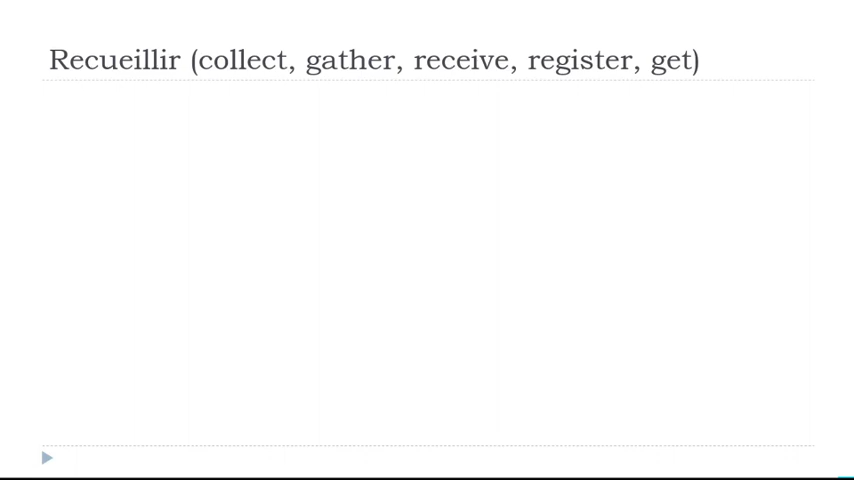 Recueillir (collect, gather, receive, register, get)